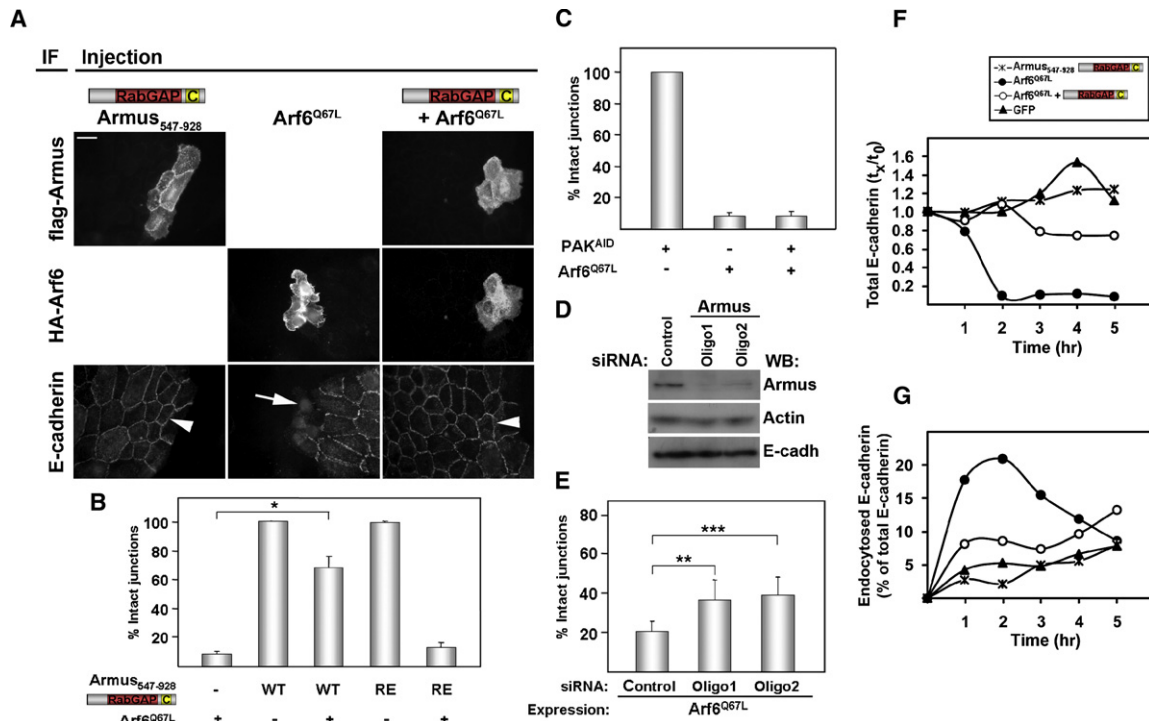 A
IF Injection
RabGAP C
Armus547-928
Arf6Q67L
RabGAP C
+ Arf6Q67L
flag-Armus
HA-Arf6
E-cadherin
B
% Intact junctions
100
80
60
40
20
*
Armus547-928
RabGAP C
- WT WT RE RE
Arf6Q67L
+ - + - +
C
% Intact junctions
100
80
60
40
20
PAKAID + - +
Arf6Q67L - + +
D
Armus
siRNA: Control Oligo1 Oligo2 WB:
Armus
Actin
E-cadh
E
% Intact junctions
80
60
40
20
**
***
siRNA: Control Oligo1 Oligo2
Expression: Arf6Q67L
F
Armus547-928 RabGAP C
Arf6Q67L
Arf6Q67L + RabGAP C
GFP
Total E-cadherin (tx/t0)
1.6
1.4
1.2
1.0
0.8
0.6
0.4
0.2
1 2 3 4 5
Time (hr)
G
Endocytosed E-cadherin
(% of total E-cadherin)
20
15
10
5
1 2 3 4 5
Time (hr)